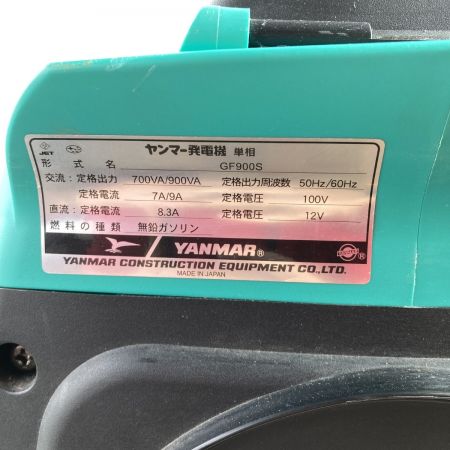 JET
ヤンマー発電機 単相
形式名 GF900S
交流：定格出力 700VA/900VA 定格出力周波数 50Hz/60Hz
定格電流 7A/9A 定格電圧 100V
直流：定格電流 8.3A 定格電圧 12V
燃料の種類 無鉛ガソリン
YANMAR®
®
YANMAR CONSTRUCTION EQUIPMENT CO.,LTD.
MADE IN JAPAN